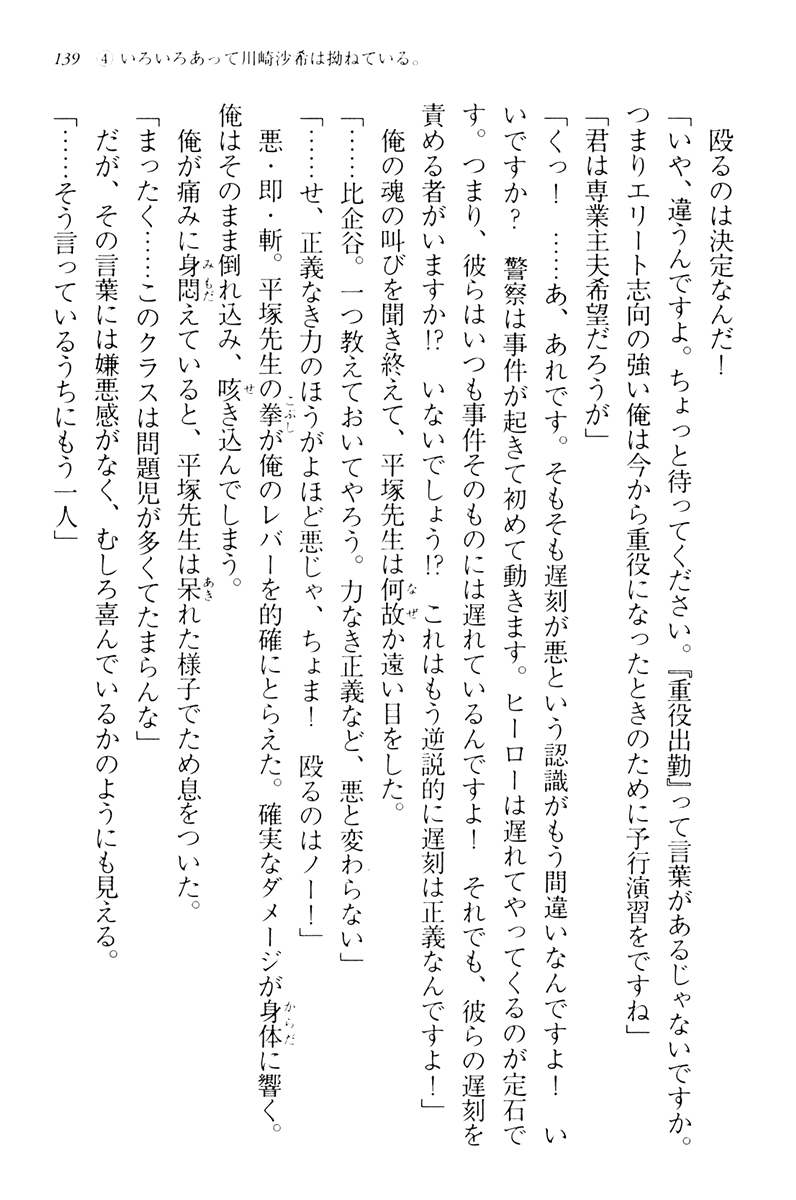 139 ④いろいろあって川崎沙希は拗ねている。
殴るのは決定なんだ！
「いや、違うんですよ。ちょっと待ってください。『重役出勤』って言葉があるじゃないですか。
つまりエリート志向の強い俺は今から重役になったときのために予行演習をですね」
「君は専業主夫希望だろうが」
「くっ！　……あ、あれです。そもそも遅刻が悪という認識がもう間違いなんですよ！　い
いですか？　警察は事件が起きて初めて動きます。ヒーローは遅れてやってくるのが定石で
す。つまり、彼らはいつも事件そのものには遅れているんですよ！　それでも、彼らの遅刻を
責める者がいますか!?　いないでしょう!?　これはもう逆説的に遅刻は正義なんですよ！」
俺の魂の叫びを聞き終えて、平塚先生は何故か遠い目をした。
「……比企谷。一つ教えておいてやろう。力なき正義など、悪と変わらない」
「……せ、正義なき力のほうがよほど悪じゃ、ちょま！　殴るのはノー！」
悪・即・斬。平塚先生の拳が俺のレバーを的確にとらえた。確実なダメージが身体に響く。
俺はそのまま倒れ込み、咳き込んでしまう。
俺が痛みに身悶えていると、平塚先生は呆れた様子でため息をついた。
「まったく……このクラスは問題児が多くてたまらんな」
だが、その言葉には嫌悪感がなく、むしろ喜んでいるかのようにも見える。
「……そう言っているうちにもう一人」